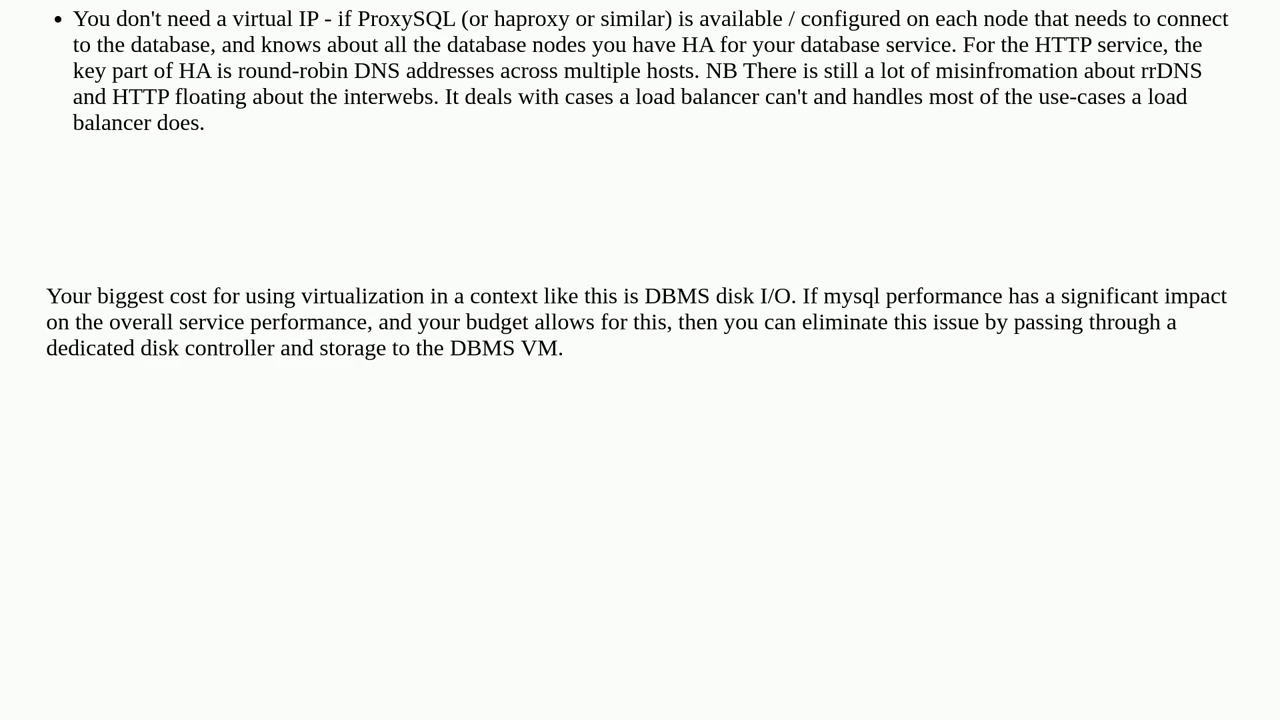 • You don't need a virtual IP - if ProxySQL (or haproxy or similar) is available / configured on each node that needs to connect
to the database, and knows about all the database nodes you have HA for your database service. For the HTTP service, the
key part of HA is round-robin DNS addresses across multiple hosts. NB There is still a lot of misinfromation about rrDNS
and HTTP floating about the interwebs. It deals with cases a load balancer can't and handles most of the use-cases a load
balancer does.
Your biggest cost for using virtualization in a context like this is DBMS disk I/O. If mysql performance has a significant impact
on the overall service performance, and your budget allows for this, then you can eliminate this issue by passing through a
dedicated disk controller and storage to the DBMS VM.